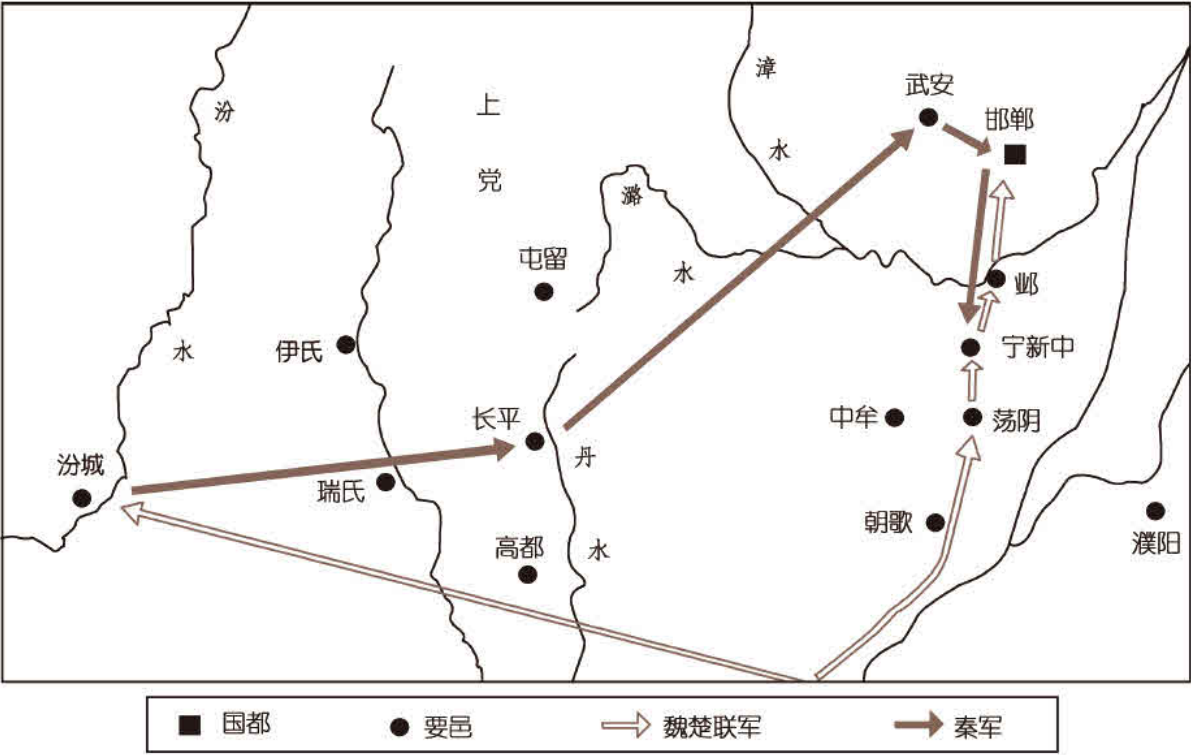 武安
邯郸
漳
水
汾
水
上
党
潞
水
屯留
邺
伊氏
宁新中
长平
中牟
荡阴
丹
水
汾城
瑞氏
朝歌
高都
濮阳
国都
要邑
魏楚联军
秦军